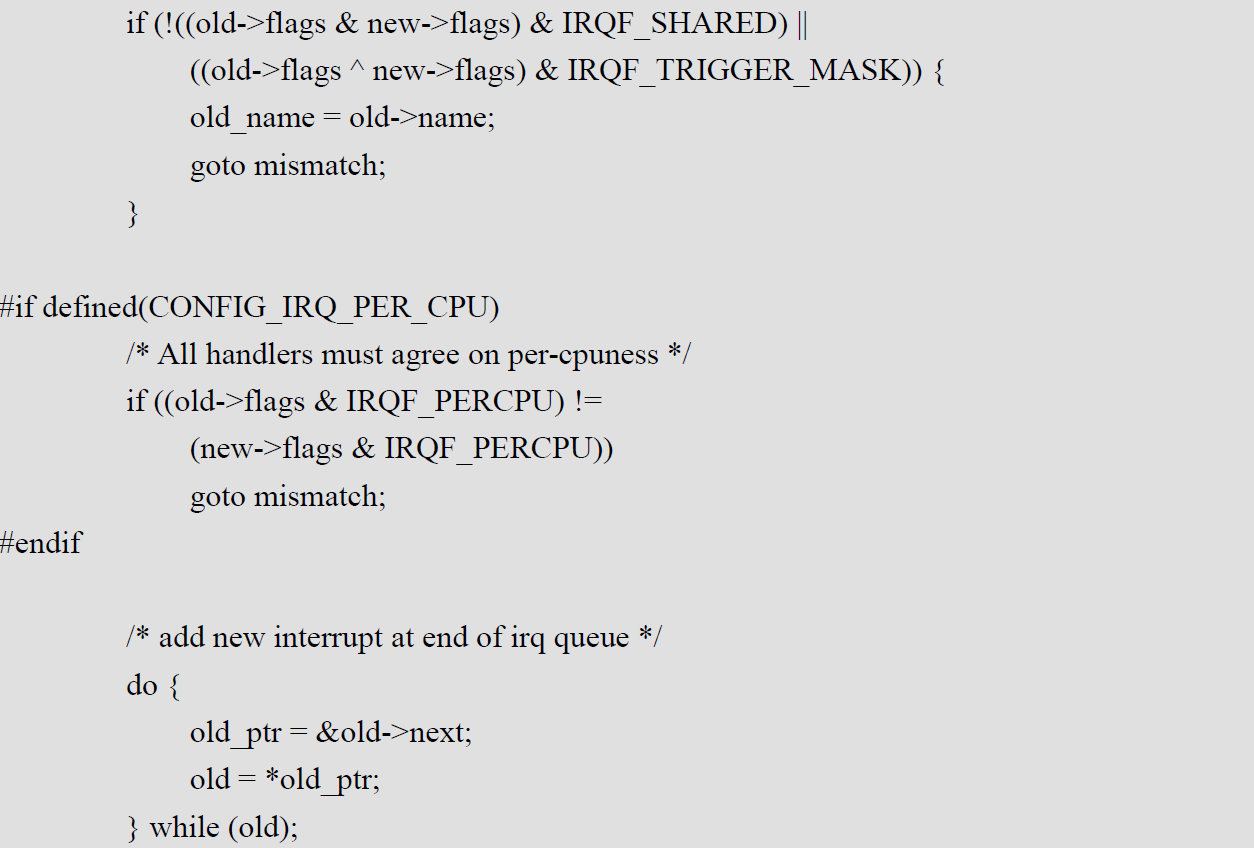 if (!((old->flags & new->flags) & IRQF_SHARED) ||
((old->flags ^ new->flags) & IRQF_TRIGGER_MASK)) {
old_name = old->name;
goto mismatch;
}
#if defined(CONFIG_IRQ_PER_CPU)
/* All handlers must agree on per-cpuness */
if ((old->flags & IRQF_PERCPU) !=
(new->flags & IRQF_PERCPU))
goto mismatch;
#endif
/* add new interrupt at end of irq queue */
do {
old_ptr = &old->next;
old = *old_ptr;
} while (old);